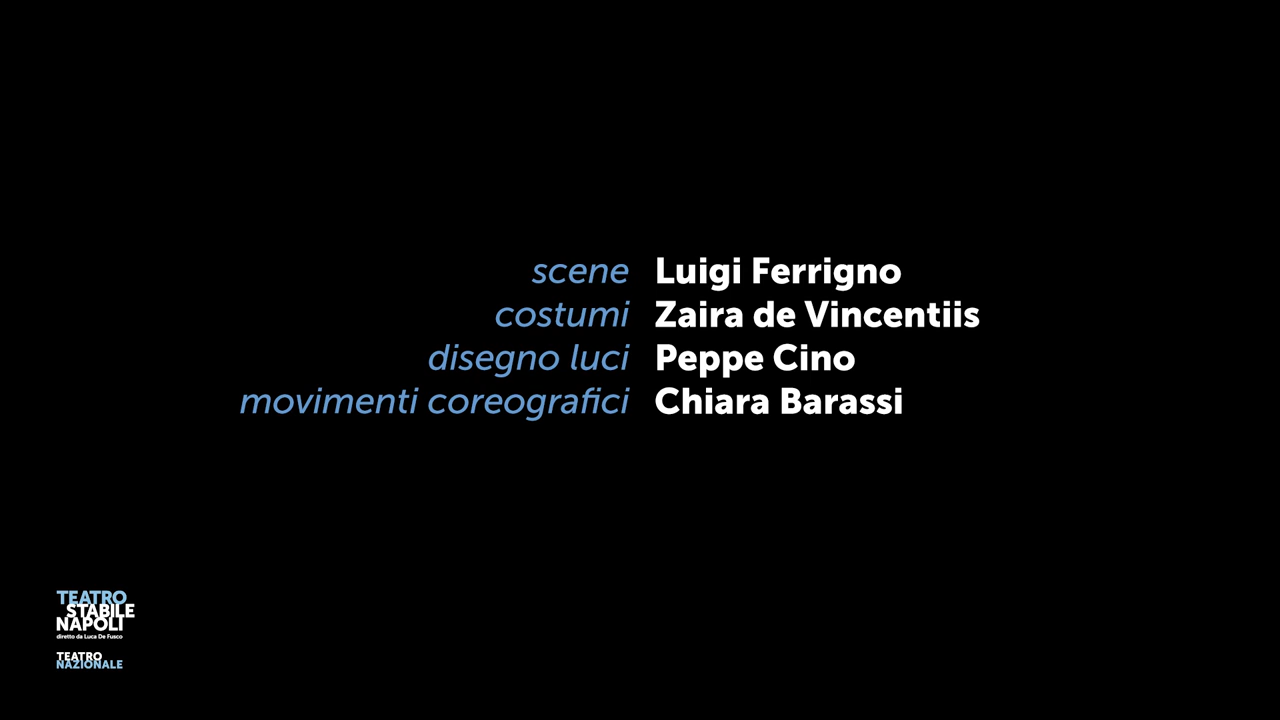 scene Luigi Ferrigno
costumi Zaira de Vincentiis
disegno luci Peppe Cino
movimenti coreografici Chiara Barassi
TEATRO
STABILE
NAPOLI
diretto da Luca De Fusco
TEATRO
NAZIONALE